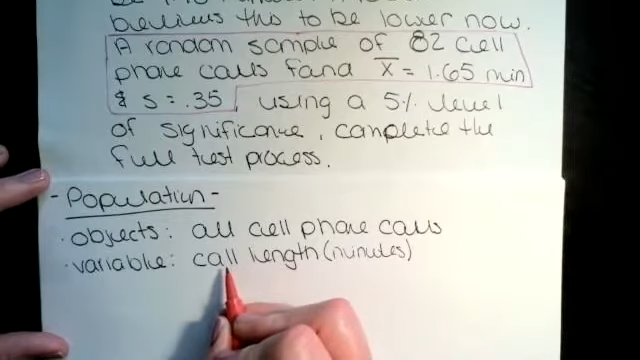 believes this to be lower now.
A random sample of 82 cell
phone calls found x̄ = 1.65 min
& s = .35, using a 5% level
of significance, complete the
full test process.
- Population -
· objects: all cell phone calls
· variable: call length (minutes)